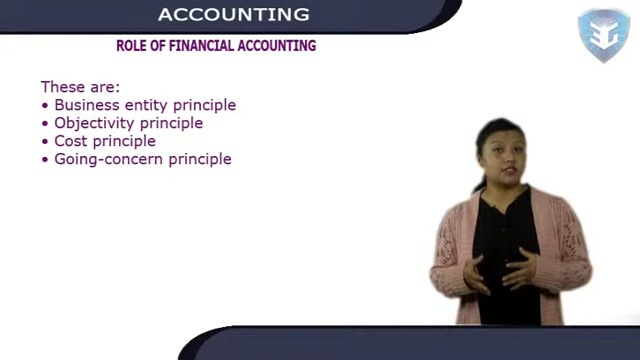 ACCOUNTING
ROLE OF FINANCIAL ACCOUNTING
These are:
• Business entity principle
• Objectivity principle
• Cost principle
• Going-concern principle